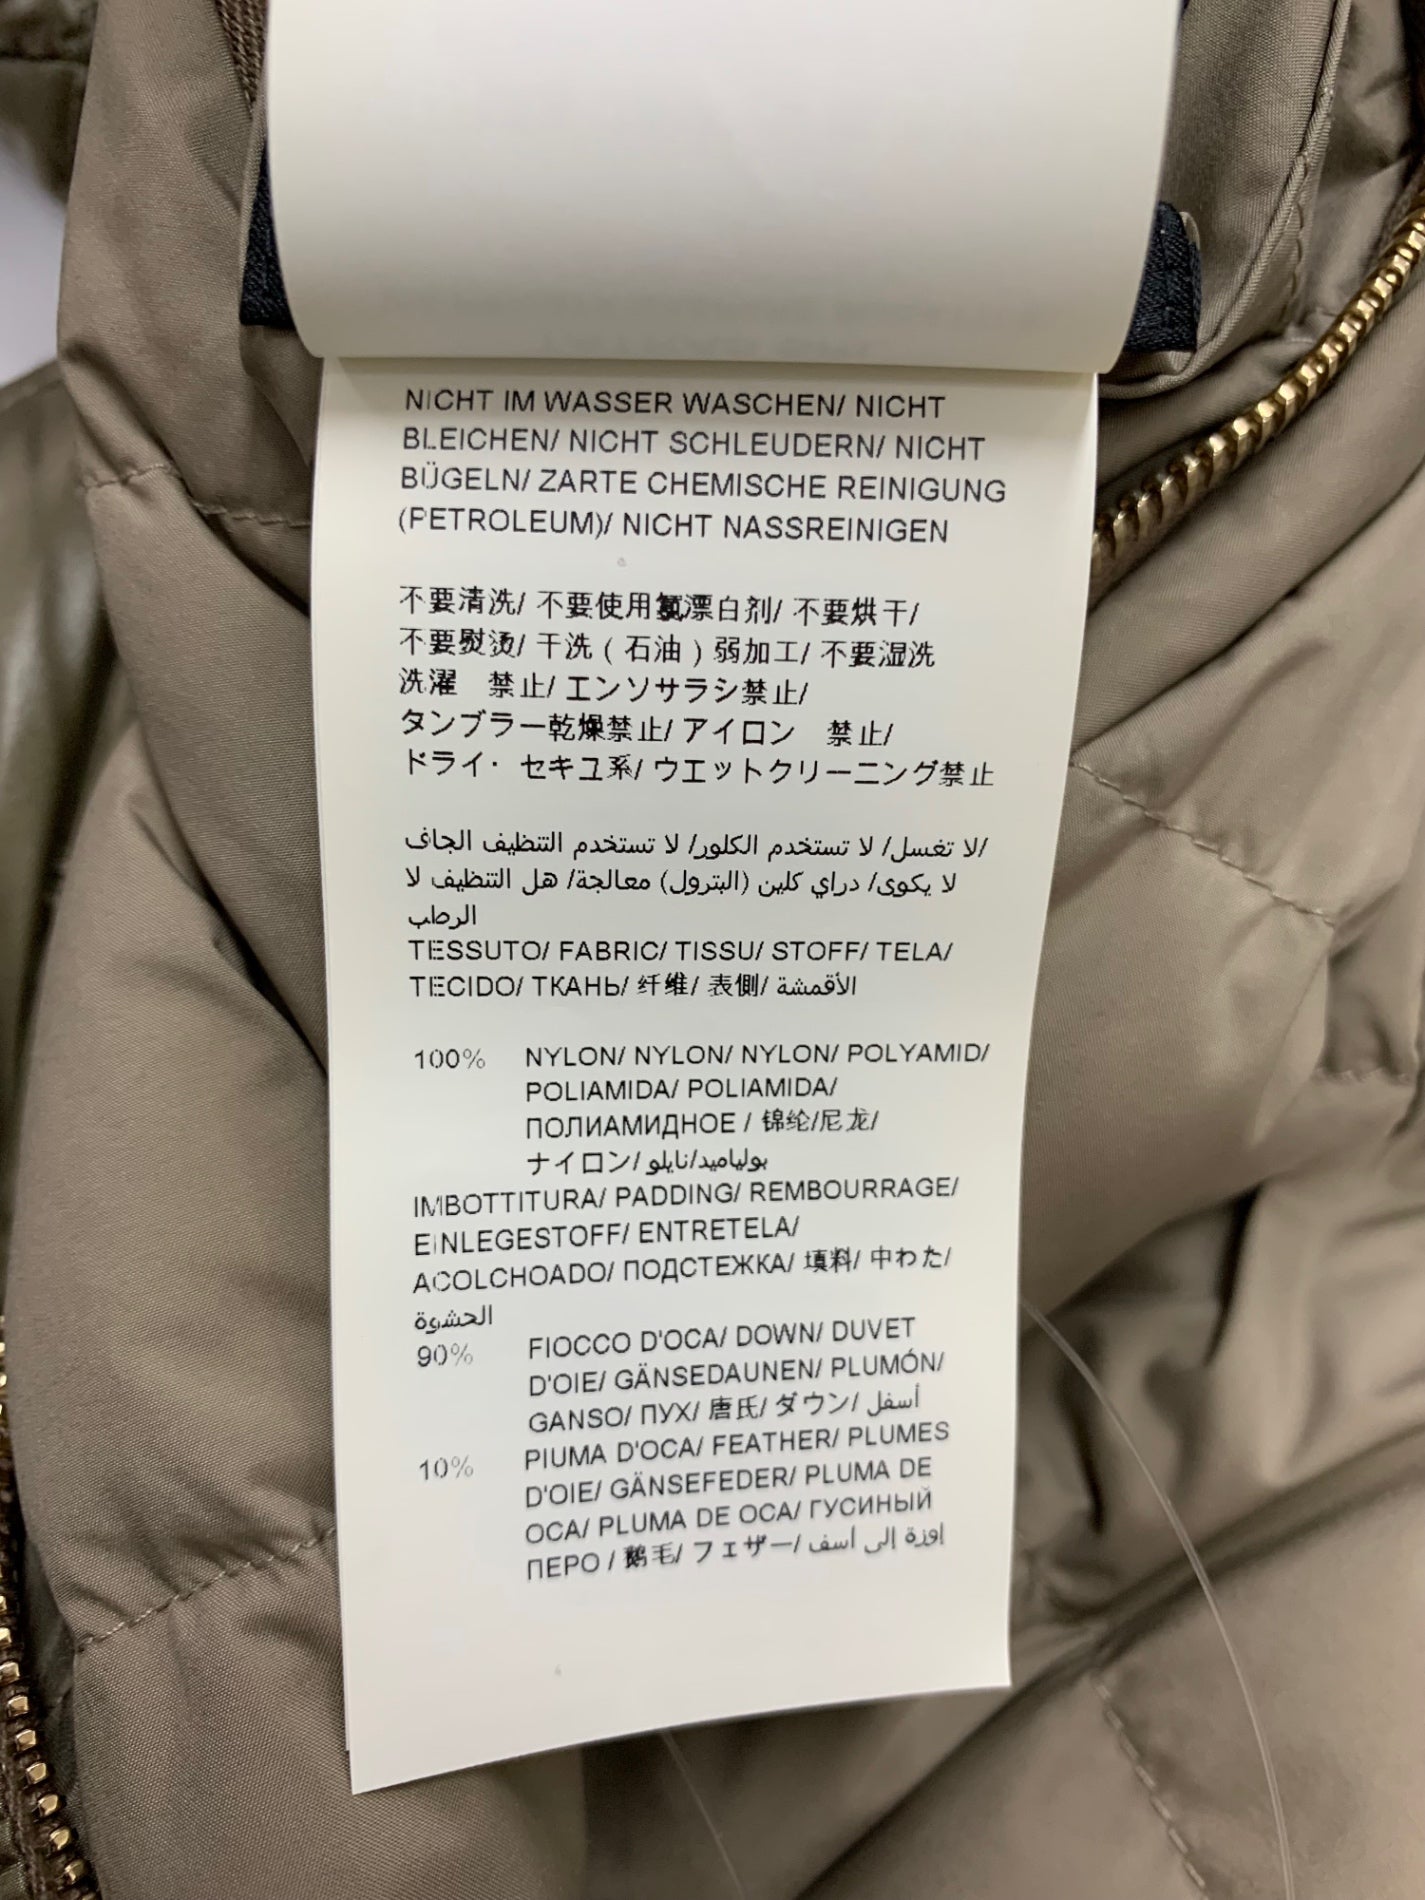 NICHT IM WASSER WASCHEN/ NICHT
BLEICHEN/ NICHT SCHLEUDERN/ NICHT
BÜGELN/ ZARTE CHEMISCHE REINIGUNG
(PETROLEUM)/ NICHT NASSREINIGEN
不要清洗/ 不要使用氯漂白剂/ 不要烘干/
不要熨烫/ 干洗 ( 石油 ) 弱加工/ 不要湿洗
洗濯 禁止/ エンソサラシ禁止/
タンブラー乾燥禁止/ アイロン 禁止/
ドライ・ セキユ系/ ウエットクリーニング禁止
لا تغسل/ لا تستخدم الكلور/ لا تستخدم التنظيف الجاف/
لا يكوى/ دراي كلين (البترول) معالجة/ هل التنظيف لا
الرطب
TESSUTO/ FABRIC/ TISSU/ STOFF/ TELA/
TECIDO/ ТКАНЬ/ 纤维/ 表側/ الأقمشة
100% NYLON/ NYLON/ NYLON/ POLYAMID/
POLIAMIDA/ POLIAMIDA/
ПОЛИАМИДНОЕ / 锦纶/尼龙/
ナイロン/ بولياميد/نايلو
IMBOTTITURA/ PADDING/ REMBOURRAGE/
EINLEGESTOFF/ ENTRETELA/
ACOLCHOADO/ ПОДСТЕЖКА/ 填料/ 中わた/
الحشوة
90% FIOCCO D'OCA/ DOWN/ DUVET
D'OIE/ GÄNSEDAUNEN/ PLUMÓN/
GANSO/ ПУХ/ 唐氏/ ダウン/ أسفل
10% PIUMA D'OCA/ FEATHER/ PLUMES
D'OIE/ GÄNSEFEDER/ PLUMA DE
OCA/ PLUMA DE OCA/ ГУСИНЫЙ
ПЕРО / 鹅毛/ フェザー/ إوزة إلى أسف